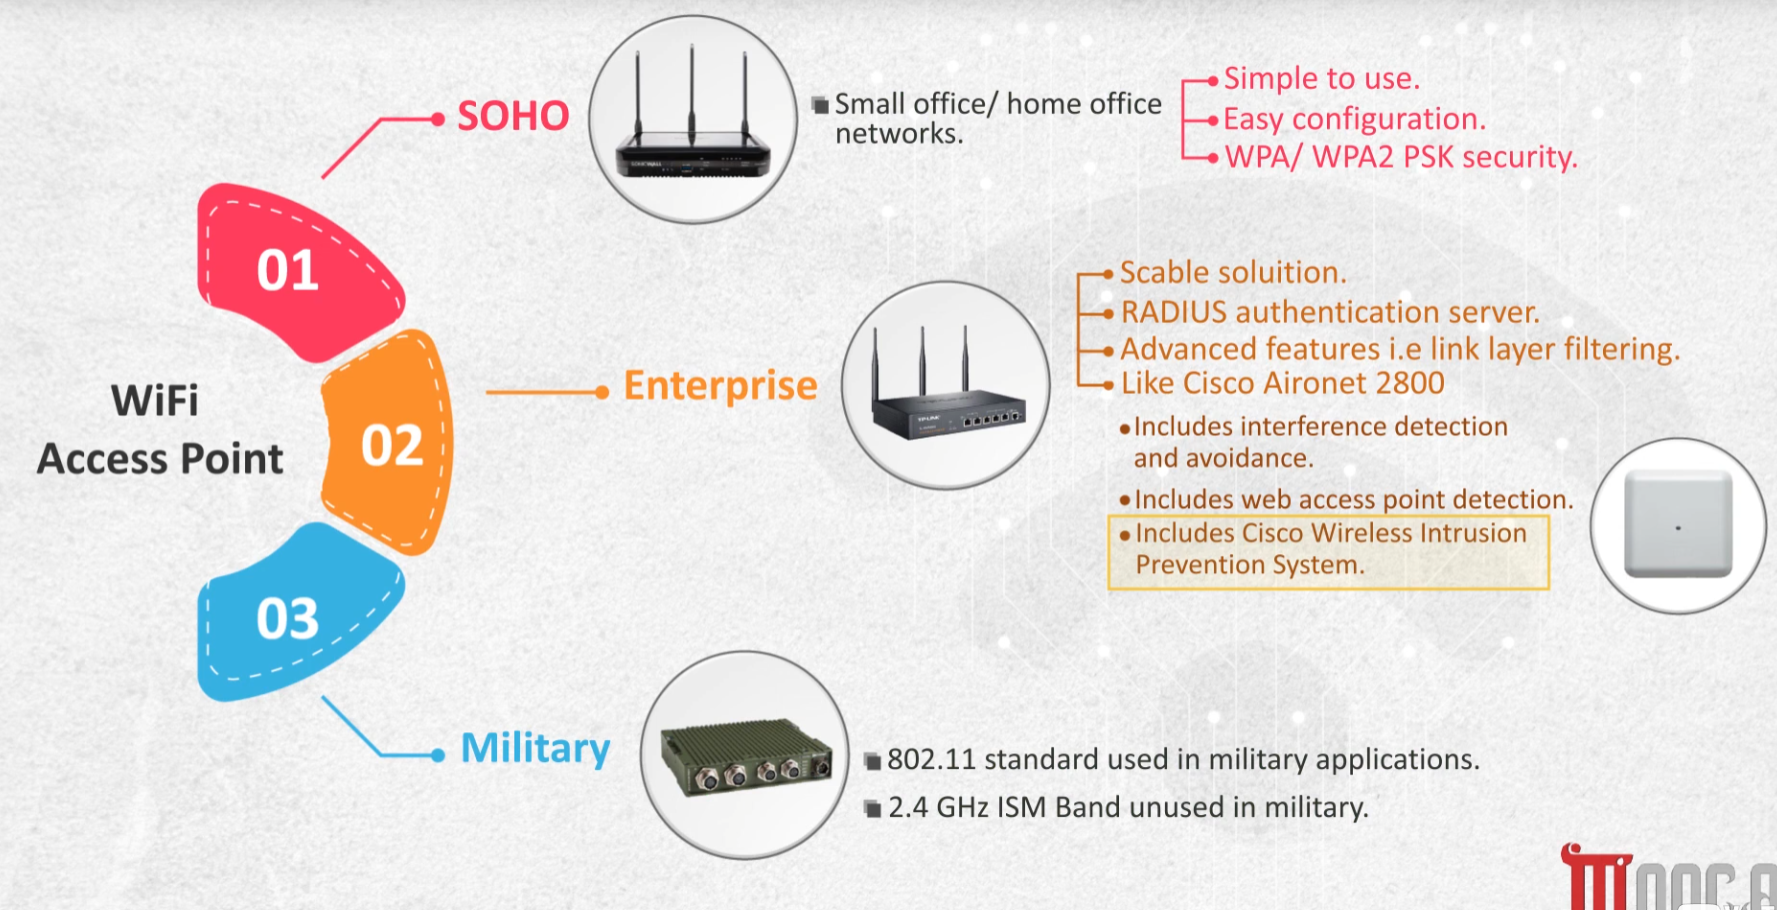 SOHO
Small office/ home office
networks.
Simple to use.
Easy configuration.
WPA/ WPA2 PSK security.
01
WiFi
Access Point
02
Enterprise
TP-LINK
Scable soluition.
RADIUS authentication server.
Advanced features i.e link layer filtering.
Like Cisco Aironet 2800
•Includes interference detection
and avoidance.
•Includes web access point detection.
•Includes Cisco Wireless Intrusion
Prevention System.
03
Military
802.11 standard used in military applications.
2.4 GHz ISM Band unused in military.